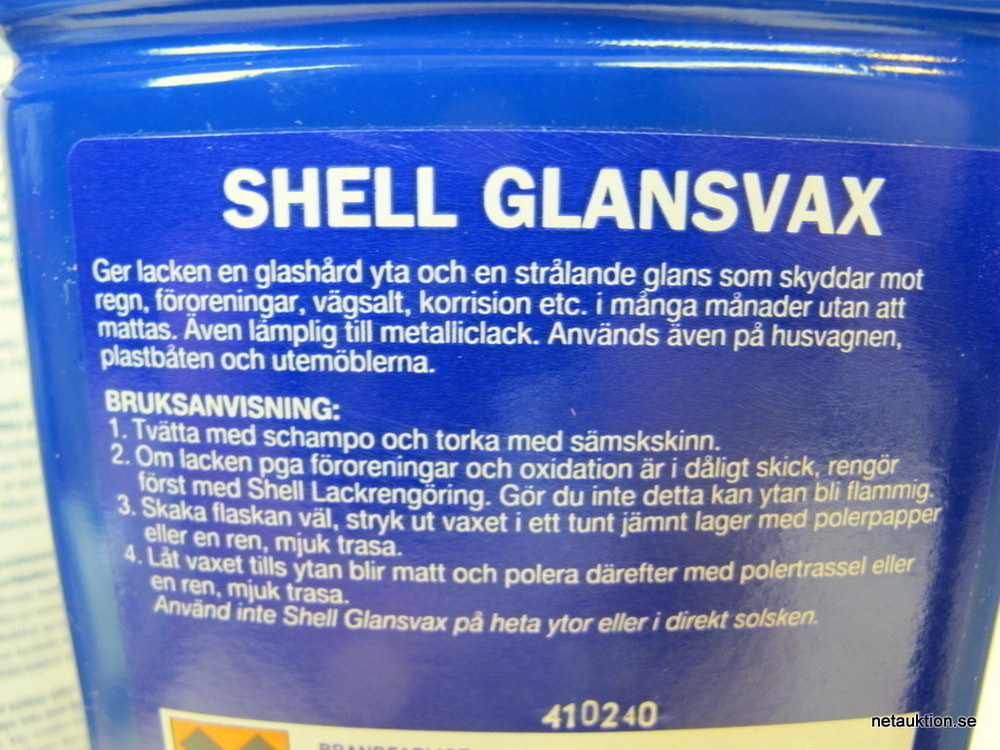 SHELL GLANSVAX
Ger lacken en glashård yta och en strålande glans som skyddar mot
regn, föroreningar, vägsalt, korrision etc. i många månader utan att
mattas. Även lämplig till metalliclack. Används även på husvagnen,
plastbåten och utemöblerna.
BRUKSANVISNING:
1. Tvätta med schampo och torka med sämskskinn.
2. Om lacken pga föroreningar och oxidation är i dåligt skick, rengör
först med Shell Lackrengöring. Gör du inte detta kan ytan bli flammig.
3. Skaka flaskan väl, stryk ut vaxet i ett tunt jämnt lager med polerpapper
eller en ren, mjuk trasa.
4. Låt vaxet tills ytan blir matt och polera därefter med polertrassel eller
en ren, mjuk trasa.
Använd inte Shell Glansvax på heta ytor eller i direkt solsken.
410240
netauktion.se